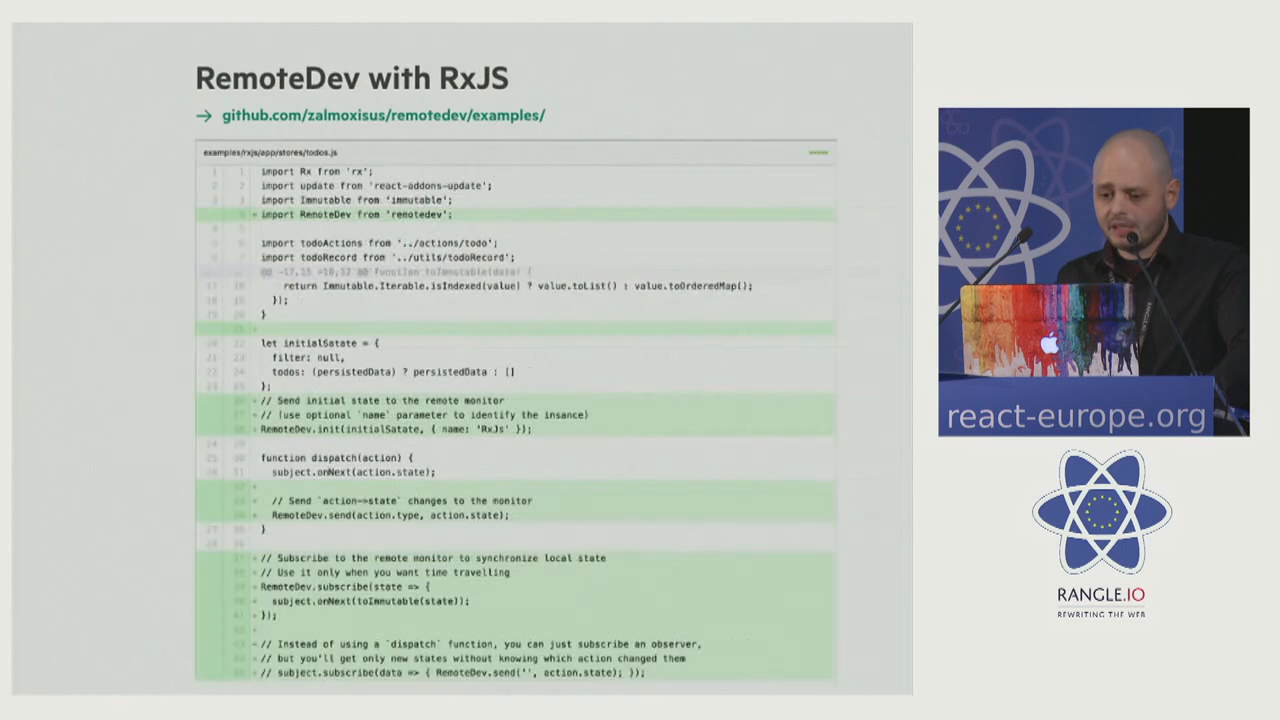 RemoteDev with RxJS
→ github.com/zalmoxisus/remotedev/examples/
examples/rxjs/app/stores/todos.js
import Rx from 'rx';
import update from 'react-addons-update';
import Immutable from 'immutable';
+ import RemoteDev from 'remotedev';
import todoActions from '../actions/todo';
import todoRecord from '../utils/todoRecord';
@@ -17,15 +18,17 @@ function toImmutable(data) {
return Immutable.Iterable.isIndexed(value) ? value.toList() : value.toOrderedMap();
});
}
+
let initialSatate = {
filter: null,
todos: (persistedData) ? persistedData : []
};
+ // Send initial state to the remote monitor
+ // (use optional `name` parameter to identify the insance)
+ RemoteDev.init(initialSatate, { name: 'RxJs' });
function dispatch(action) {
subject.onNext(action.state);
+
+ // Send `action->state` changes to the monitor
+ RemoteDev.send(action.type, action.state);
}
+ // Subscribe to the remote monitor to synchronize local state
+ // Use it only when you want time travelling
+ RemoteDev.subscribe(state => {
+ subject.onNext(toImmutable(state));
+ });
+
+ // Instead of using a `dispatch` function, you can just subscribe an observer,
+ // but you'll get only new states without knowing which action changed them
+ // subject.subscribe(data => { RemoteDev.send('', action.state); });
react-europe.org
RANGLE.IO
REWRITING THE WEB